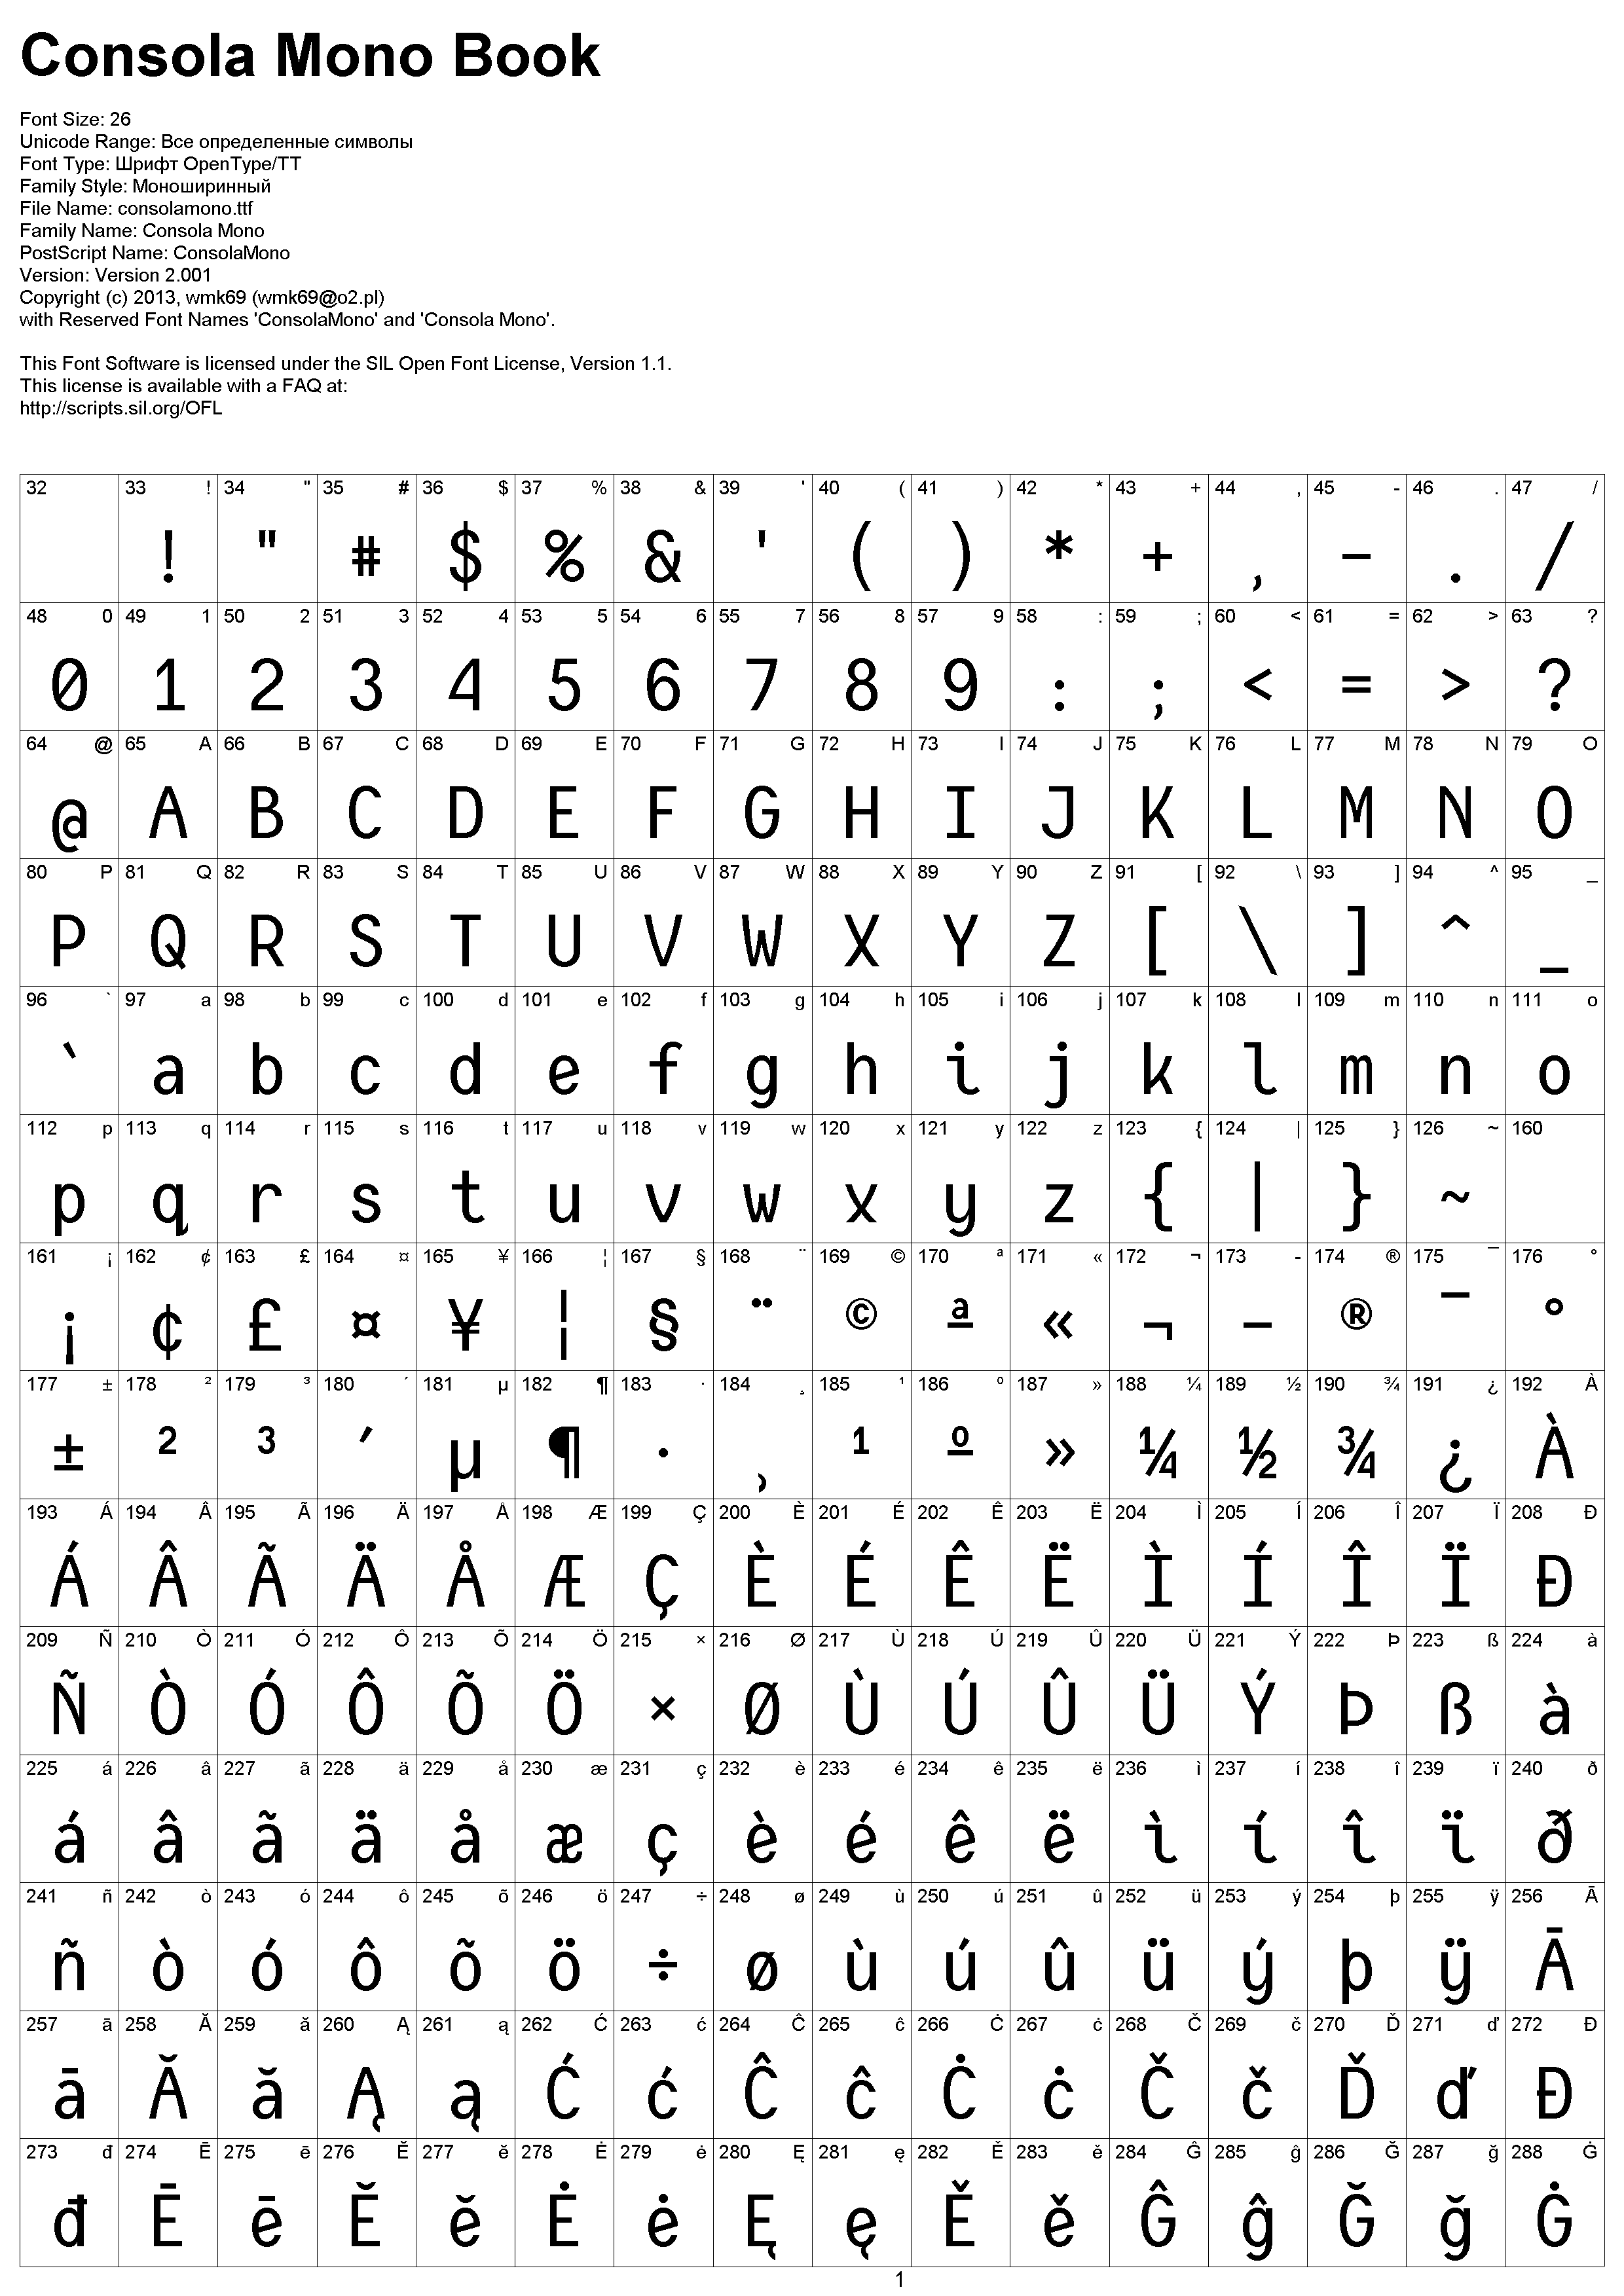 Consola Mono Book
Font Size: 26
Unicode Range: Все определенные символы
Font Type: Шрифт OpenType/TT
Family Style: Моноширинный
File Name: consolamono.ttf
Family Name: Consola Mono
PostScript Name: ConsolaMono
Version: Version 2.001
Copyright (c) 2013, wmk69 (wmk69@o2.pl)
with Reserved Font Names 'ConsolaMono' and 'Consola Mono'.
This Font Software is licensed under the SIL Open Font License, Version 1.1.
This license is available with a FAQ at:
http://scripts.sil.org/OFL
32 33 ! 34 " 35 # 36 $ 37 % 38 & 39 ' 40 ( 41 ) 42 * 43 + 44 , 45 - 46 . 47 /
! " # $ % & ' ( ) * + , - . /
48 0 49 1 50 2 51 3 52 4 53 5 54 6 55 7 56 8 57 9 58 : 59 ; 60 < 61 = 62 > 63 ?
0 1 2 3 4 5 6 7 8 9 : ; < = > ?
64 @ 65 A 66 B 67 C 68 D 69 E 70 F 71 G 72 H 73 I 74 J 75 K 76 L 77 M 78 N 79 O
@ A B C D E F G H I J K L M N O
80 P 81 Q 82 R 83 S 84 T 85 U 86 V 87 W 88 X 89 Y 90 Z 91 [ 92 \ 93 ] 94 ^ 95 _
P Q R S T U V W X Y Z [ \ ] ^ _
96 ` 97 a 98 b 99 c 100 d 101 e 102 f 103 g 104 h 105 i 106 j 107 k 108 l 109 m 110 n 111 o
` a b c d e f g h i j k l m n o
112 p 113 q 114 r 115 s 116 t 117 u 118 v 119 w 120 x 121 y 122 z 123 { 124 | 125 } 126 ~ 160
p q r s t u v w x y z { | } ~
161 ¡ 162 ¢ 163 £ 164 ¤ 165 ¥ 166 ¦ 167 § 168 ¨ 169 © 170 ª 171 « 172 ¬ 173 - 174 ® 175 ¯ 176 °
¡ ¢ £ ¤ ¥ ¦ § ¨ © ª « ¬ - ® ¯ °
177 ± 178 ² 179 ³ 180 ´ 181 µ 182 ¶ 183 · 184 ¸ 185 ¹ 186 º 187 » 188 ¼ 189 ½ 190 ¾ 191 ¿ 192 À
± ² ³ ´ µ ¶ · ¸ ¹ º » ¼ ½ ¾ ¿ À
193 Á 194 Â 195 Ã 196 Ä 197 Å 198 Æ 199 Ç 200 È 201 É 202 Ê 203 Ë 204 Ì 205 Í 206 Î 207 Ï 208 Ð
Á Â Ã Ä Å Æ Ç È É Ê Ë Ì Í Î Ï Ð
209 Ñ 210 Ò 211 Ó 212 Ô 213 Õ 214 Ö 215 × 216 Ø 217 Ù 218 Ú 219 Û 220 Ü 221 Ý 222 Þ 223 ß 224 à
Ñ Ò Ó Ô Õ Ö × Ø Ù Ú Û Ü Ý Þ ß à
225 á 226 â 227 ã 228 ä 229 å 230 æ 231 ç 232 è 233 é 234 ê 235 ë 236 ì 237 í 238 î 239 ï 240 ð
á â ã ä å æ ç è é ê ë ì í î ï ð
241 ñ 242 ò 243 ó 244 ô 245 õ 246 ö 247 ÷ 248 ø 249 ù 250 ú 251 û 252 ü 253 ý 254 þ 255 ÿ 256 Ā
ñ ò ó ô õ ö ÷ ø ù ú û ü ý þ ÿ Ā
257 ā 258 Ă 259 ă 260 Ą 261 ą 262 Ć 263 ć 264 Ĉ 265 ĉ 266 Ċ 267 ċ 268 Č 269 č 270 Ď 271 ď 272 Đ
ā Ă ă Ą ą Ć ć Ĉ ĉ Ċ ċ Č č Ď ď Đ
273 đ 274 Ē 275 ē 276 Ĕ 277 ĕ 278 Ė 279 ė 280 Ę 281 ę 282 Ě 283 ě 284 Ĝ 285 ĝ 286 Ğ 287 ğ 288 Ġ
đ Ē ē Ĕ ĕ Ė ė Ę ę Ě ě Ĝ ĝ Ğ ğ Ġ
1